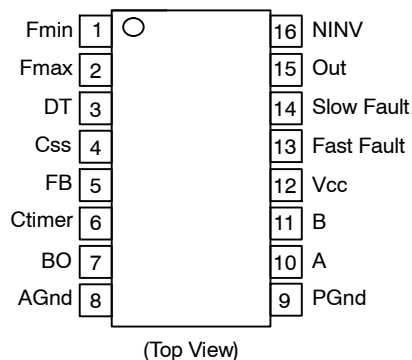 Fmin 1 16 NINV
Fmax 2 15 Out
DT 3 14 Slow Fault
Css 4 13 Fast Fault
FB 5 12 Vcc
Ctimer 6 11 B
BO 7 10 A
AGnd 8 9 PGnd
(Top View)